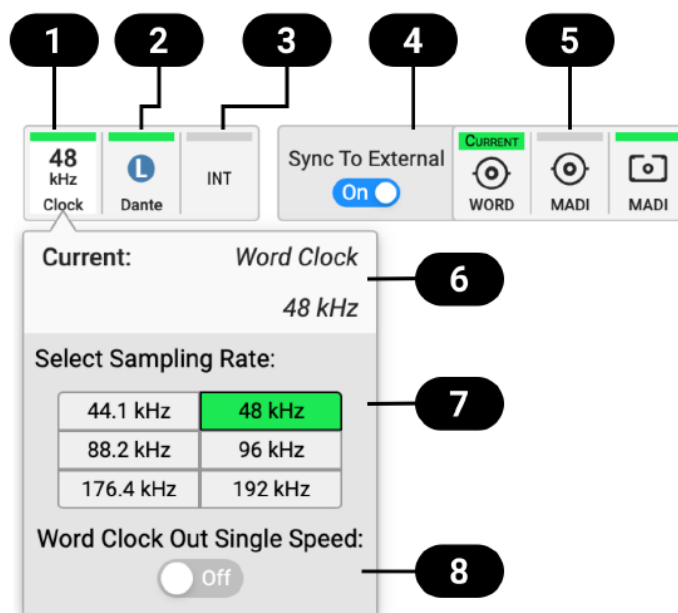 1 2 3 4 5
48 kHz Clock
L Dante
INT
Sync To External
On
CURRENT WORD
MADI
MADI
Current: Word Clock
48 kHz
6
Select Sampling Rate:
44.1 kHz 48 kHz
7
88.2 kHz 96 kHz
176.4 kHz 192 kHz
Word Clock Out Single Speed:
Off
8